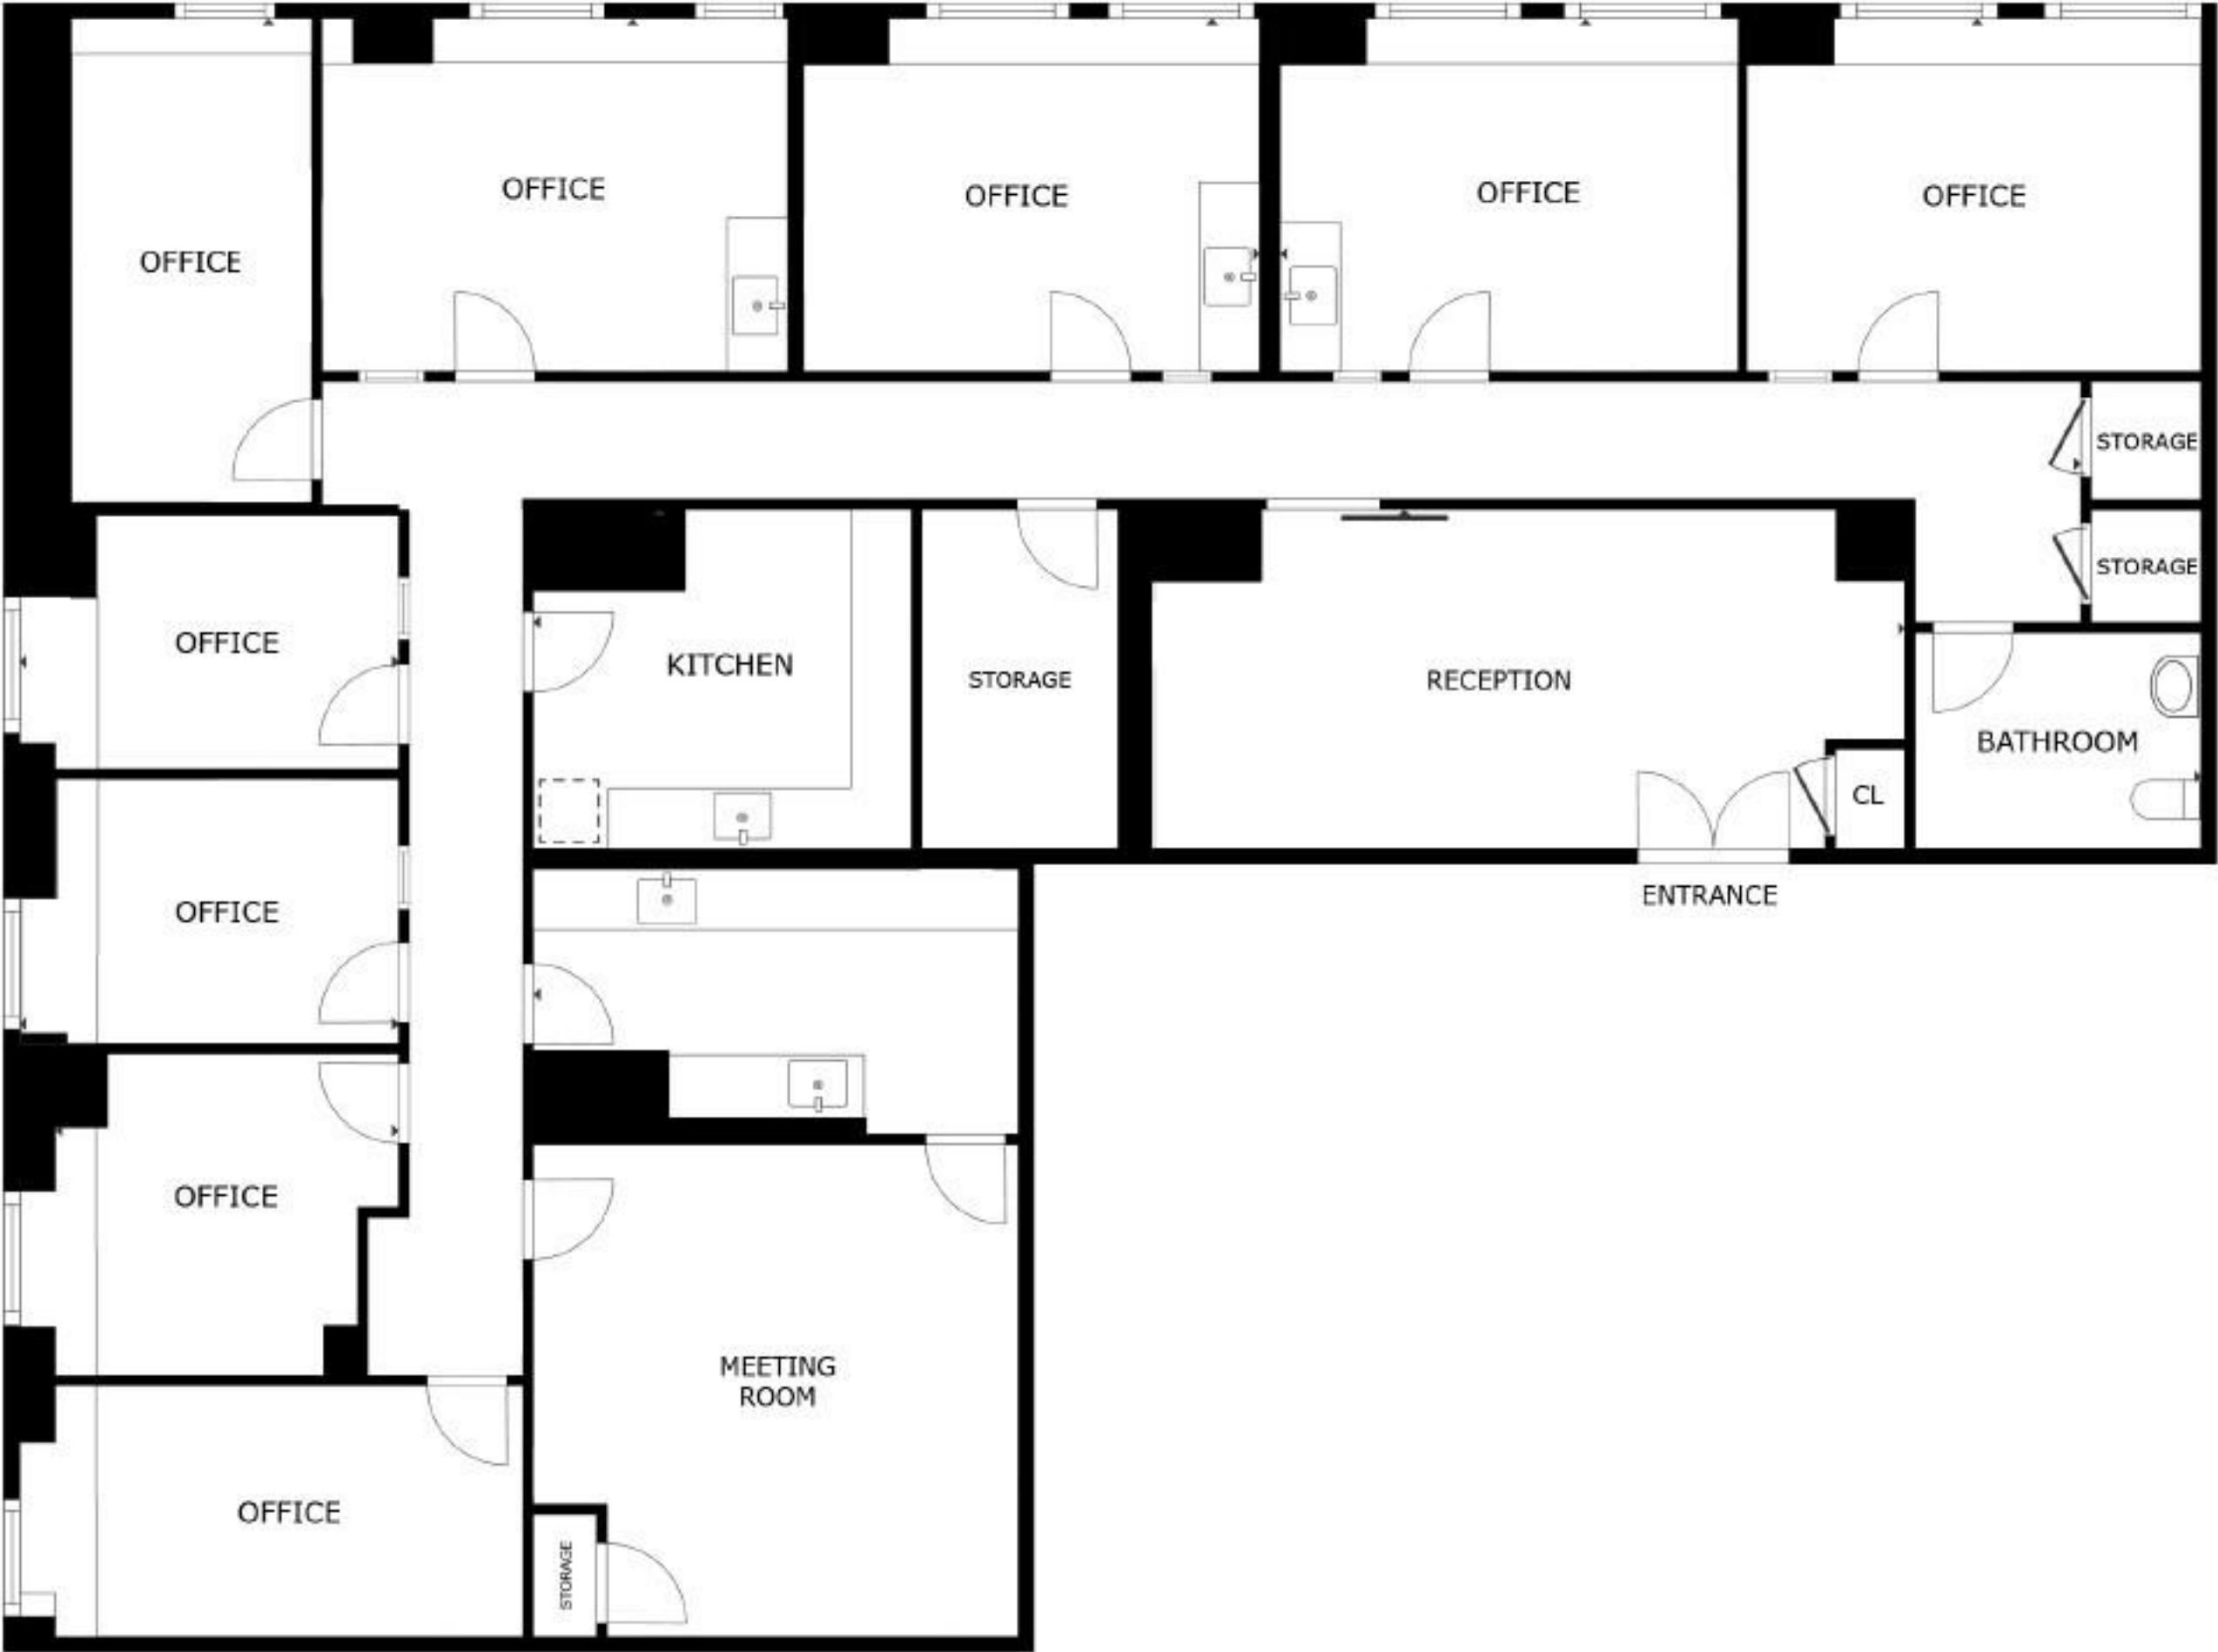 OFFICE
OFFICE
OFFICE
OFFICE
OFFICE
STORAGE
STORAGE
OFFICE
KITCHEN
STORAGE
RECEPTION
BATHROOM
CL
ENTRANCE
OFFICE
OFFICE
MEETING
ROOM
OFFICE
STORAGE